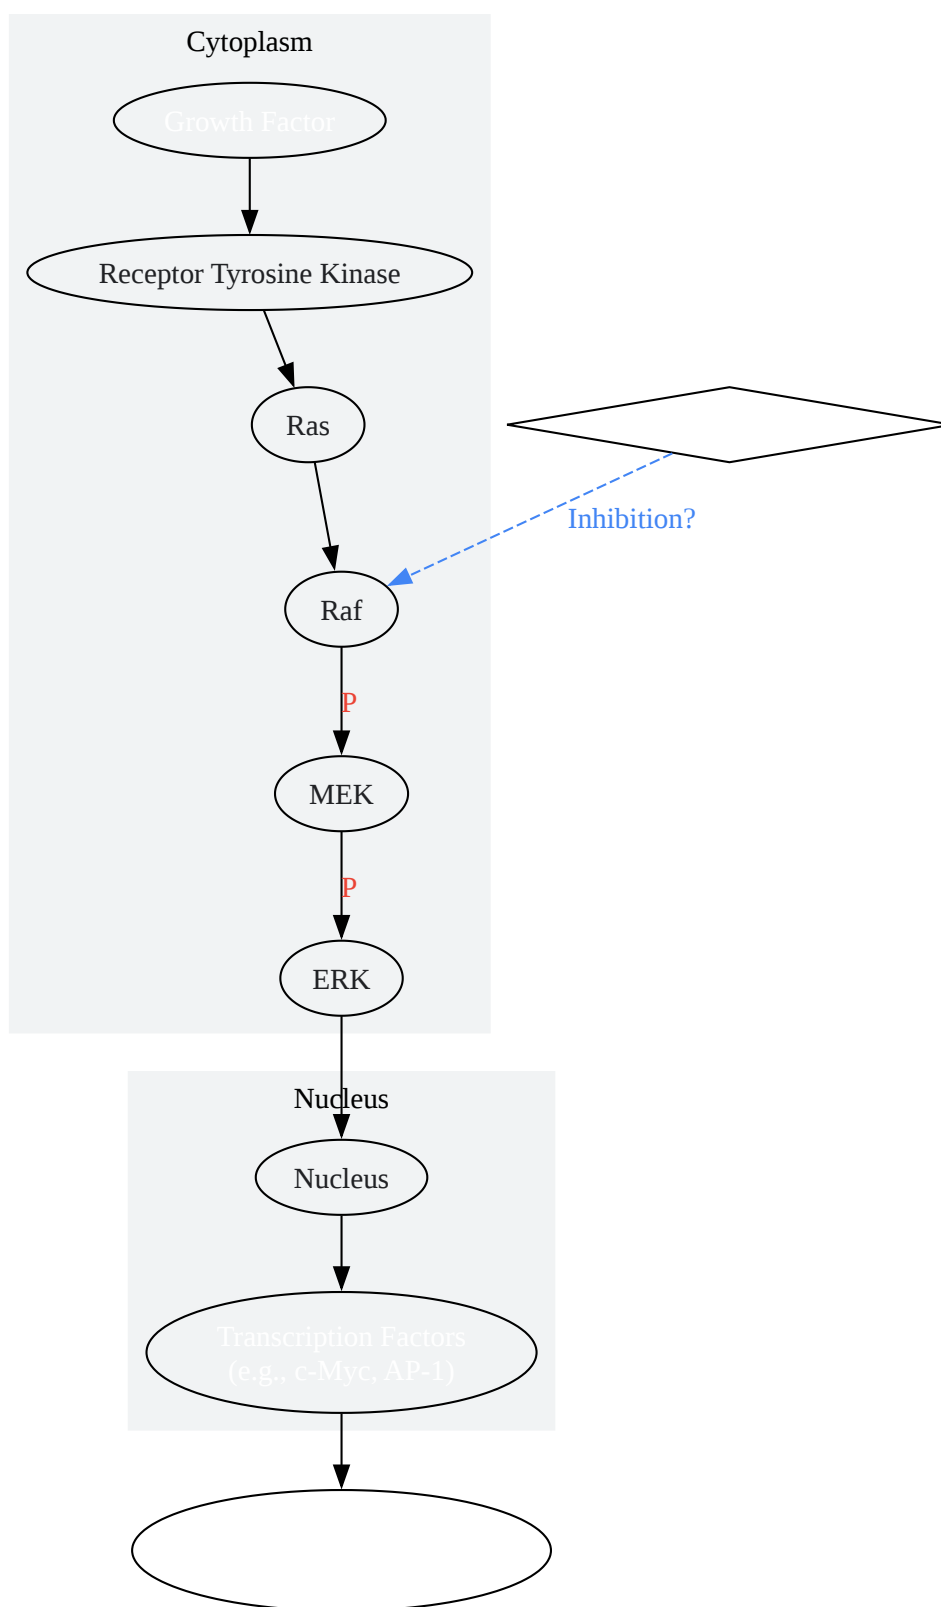 Cytoplasm
Growth Factor
Receptor Tyrosine Kinase
Ras
Inhibition?
Raf
P
MEK
P
ERK
Nucleus
Nucleus
Transcription Factors
(e.g., c-Myc, AP-1)